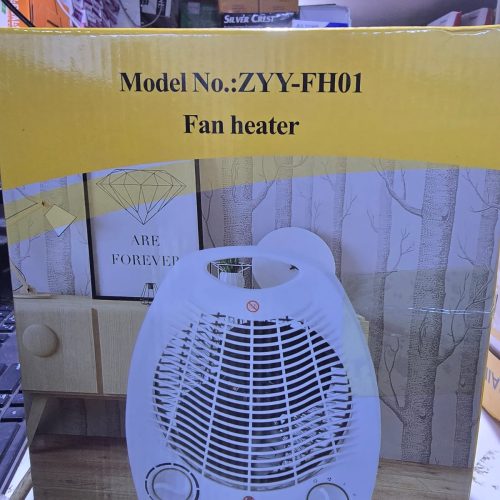 SILVER CREST
Model No.:ZYY-FH01
Fan heater
ARE
FOREVER